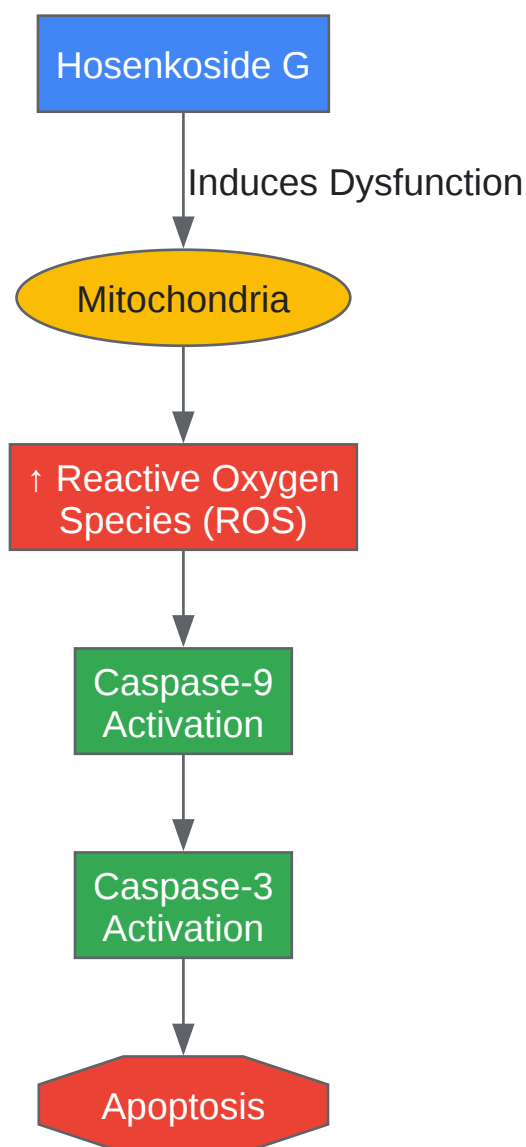 Hosenkoside G
Induces Dysfunction
Mitochondria
↑ Reactive Oxygen
Species (ROS)
Caspase-9
Activation
Caspase-3
Activation
Apoptosis